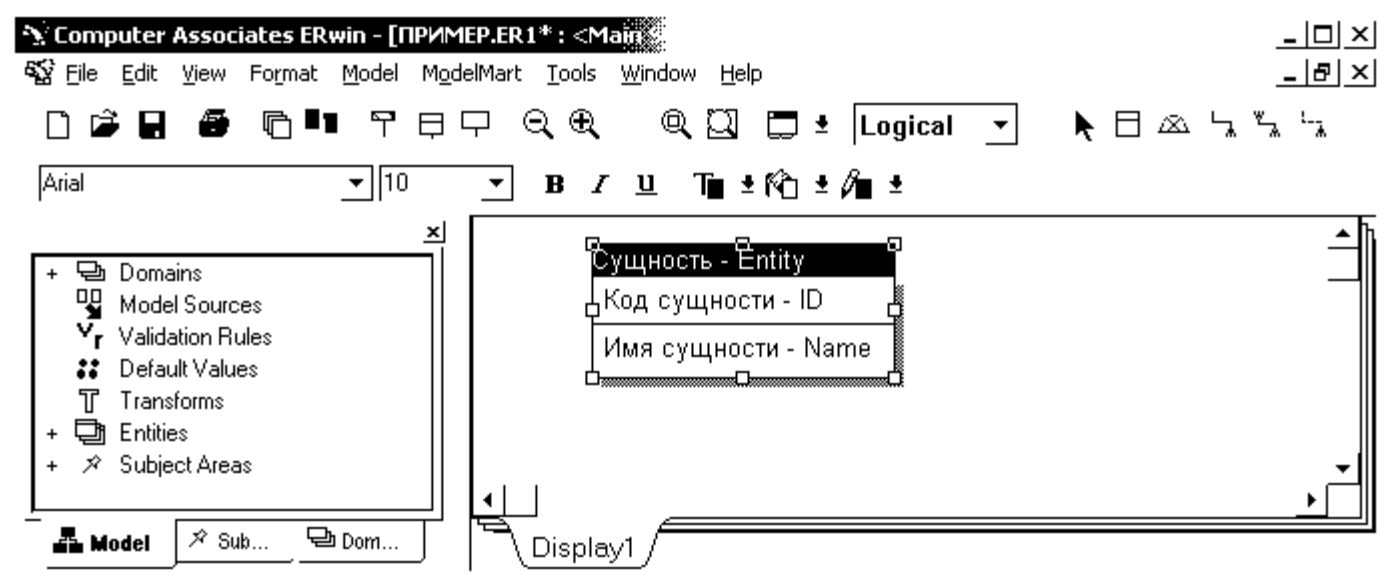 Computer Associates ERwin - [ПРИМЕР.ER1* : <Main
File Edit View Format Model ModelMart Tools Window Help
Logical
Arial 10 B I U
Domains
Model Sources
Validation Rules
Default Values
Transforms
Entities
Subject Areas
Model Sub... Dom...
Сущность - Entity
Код сущности - ID
Имя сущности - Name
Display1